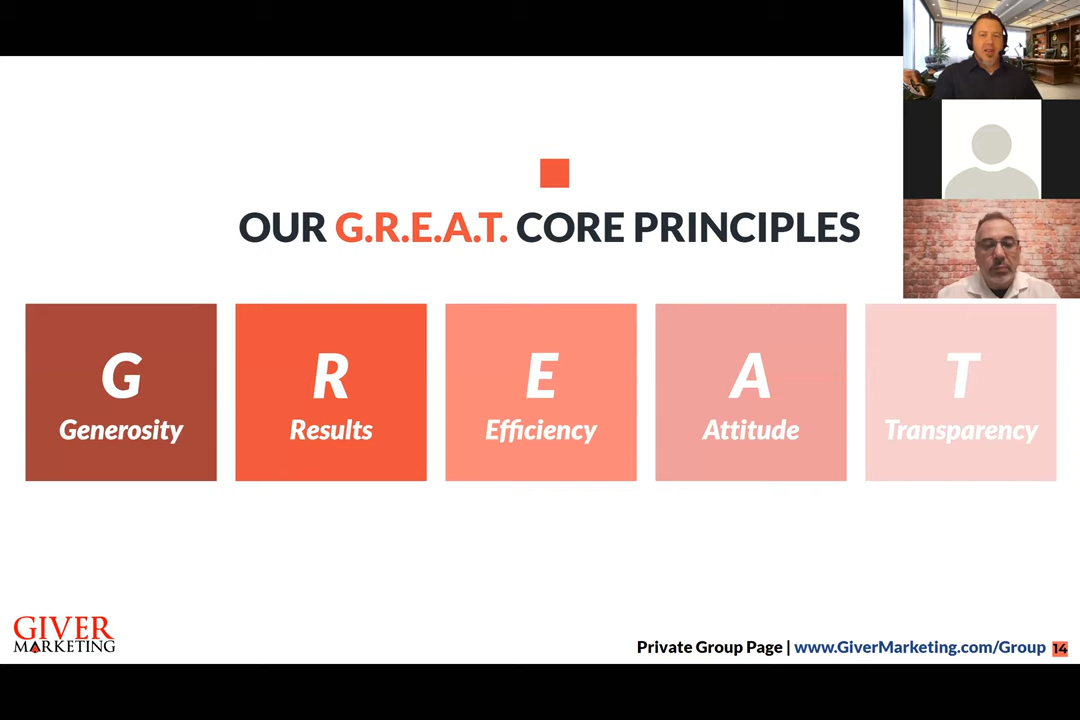 OUR G.R.E.A.T. CORE PRINCIPLES
G
Generosity
R
Results
E
Efficiency
A
Attitude
T
Transparency
GIVER
MARKETING
Private Group Page | www.GiverMarketing.com/Group 14